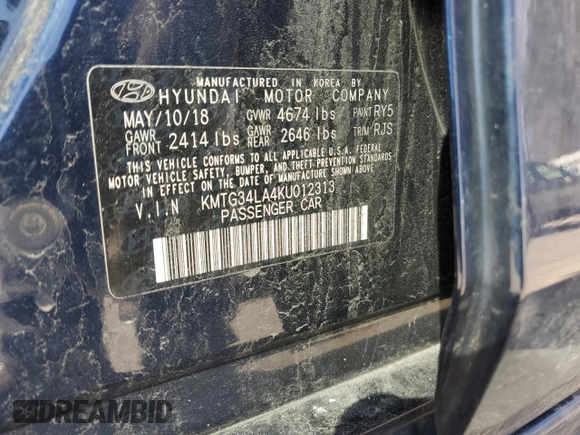 MANUFACTURED IN KOREA BY
HYUNDAI MOTOR COMPANY
MAY/10/18 GVWR 4674 lbs PAINT RY5
GAWR FRONT 2414 lbs GAWR REAR 2646 lbs TRIM RJS
THIS VEHICLE CONFORMS TO ALL APPLICABLE U.S.A. FEDERAL
MOTOR VEHICLE SAFETY, BUMPER, AND THEFT PREVENTION STANDARDS
IN EFFECT ON THE DATE OF MANUFACTURE SHOWN ABOVE.
V.I.N KMTG34LA4KU012313
PASSENGER CAR
DREAMBID